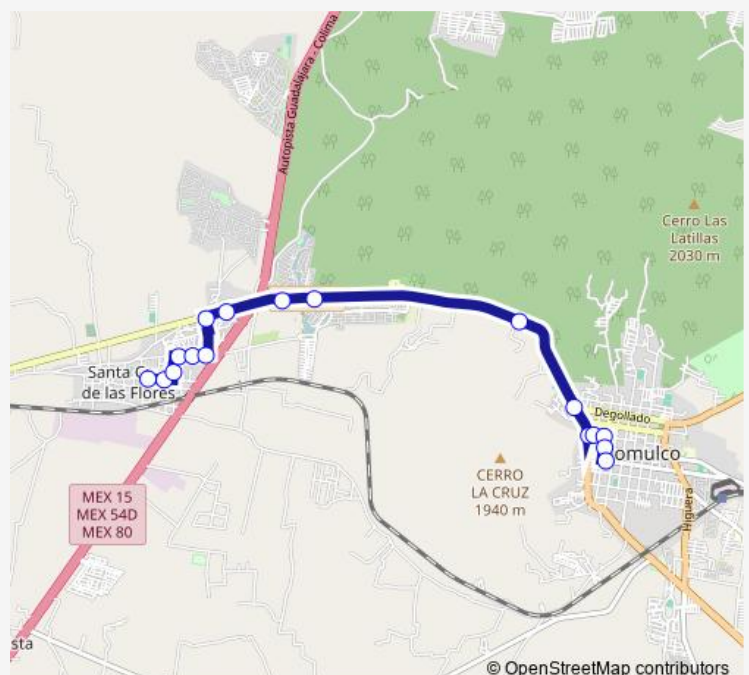 Autopista Guadalajara - Colima
Cerro Las
Latillas
2030 m
Santa C
de las Flores
Degollado
omulco
CERRO
LA CRUZ
1940 m
MEX 15
MEX 54D
MEX 80
Higuera
sta
© OpenStreetMap contributors